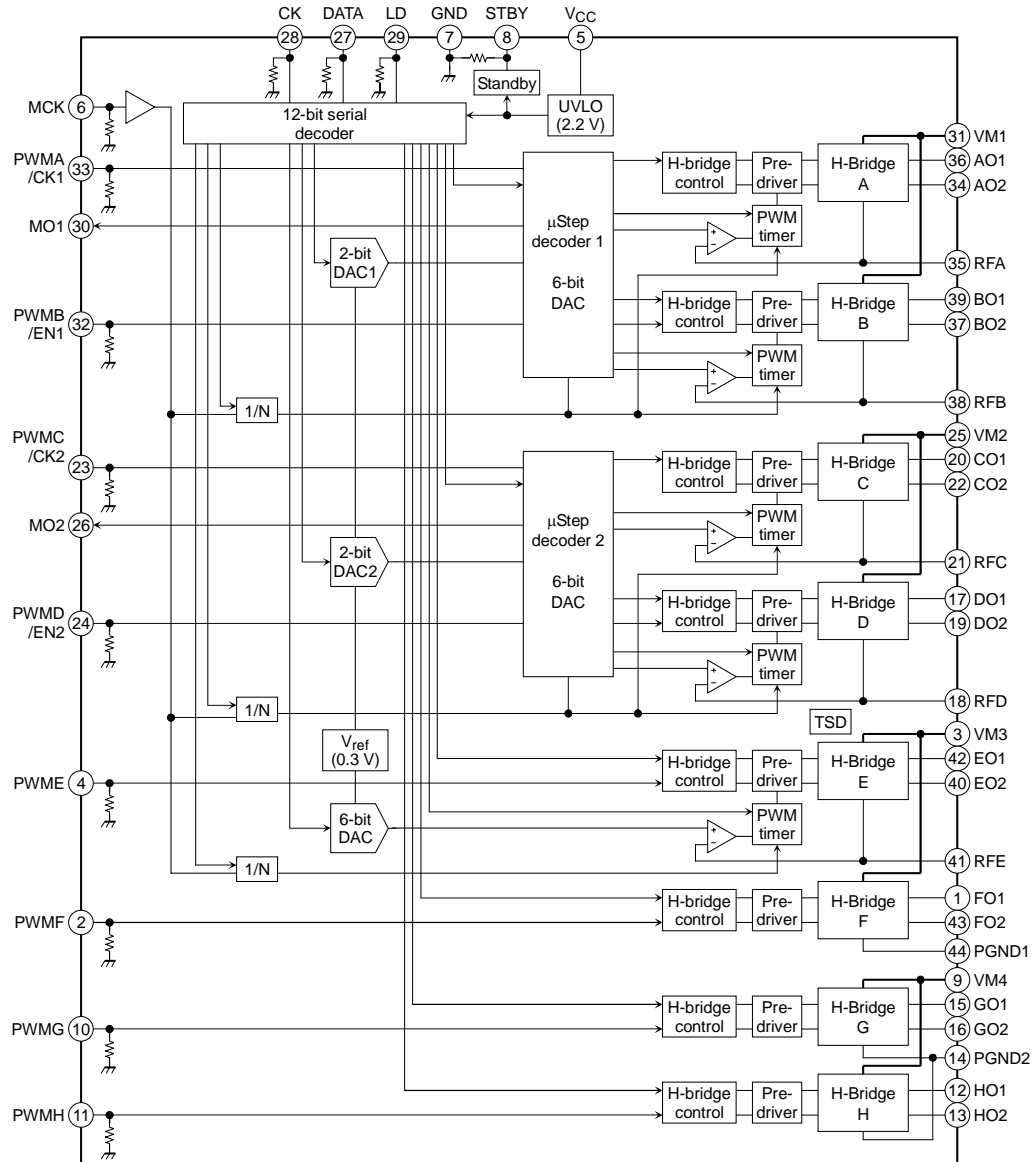 CK DATA LD GND STBY VCC
28 27 29 7 8 5
Standby
MCK 6
12-bit serial
decoder
UVLO
(2.2 V)
PWMA
/CK1 33
MO1 30
2-bit
DAC1
PWMB
/EN1 32
1/N
μStep
decoder 1
6-bit
DAC
H-bridge
control
Pre-
driver
H-Bridge
A
PWM
timer
+
−
31 VM1
36 AO1
34 AO2
35 RFA
H-bridge
control
Pre-
driver
H-Bridge
B
PWM
timer
+
−
39 BO1
37 BO2
38 RFB
PWMC
/CK2
23
MO2 26
2-bit
DAC2
PWMD
/EN2 24
1/N
μStep
decoder 2
6-bit
DAC
H-bridge
control
Pre-
driver
H-Bridge
C
PWM
timer
+
−
25 VM2
20 CO1
22 CO2
21 RFC
H-bridge
control
Pre-
driver
H-Bridge
D
PWM
timer
+
−
17 DO1
19 DO2
18 RFD
TSD
Vref
(0.3 V)
PWME 4
6-bit
DAC
1/N
H-bridge
control
Pre-
driver
H-Bridge
E
PWM
timer
+
−
3 VM3
42 EO1
40 EO2
41 RFE
PWMF 2
H-bridge
control
Pre-
driver
H-Bridge
F
1 FO1
43 FO2
44 PGND1
PWMG 10
H-bridge
control
Pre-
driver
H-Bridge
G
9 VM4
15 GO1
16 GO2
14 PGND2
PWMH 11
H-bridge
control
Pre-
driver
H-Bridge
H
12 HO1
13 HO2